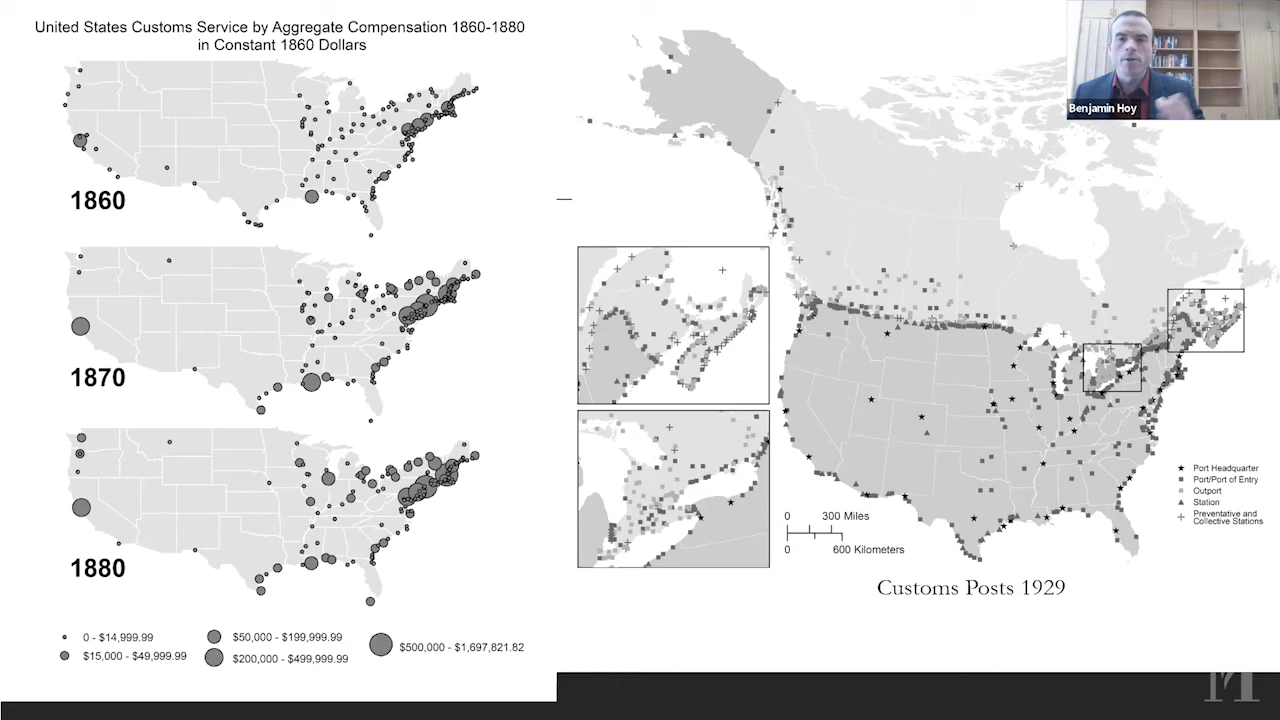 United States Customs Service by Aggregate Compensation 1860-1880
in Constant 1860 Dollars
1860
1870
1880
0 - $14,999.99
$15,000 - $49,999.99
$50,000 - $199,999.99
$200,000 - $499,999.99
$500,000 - $1,697,821.82
Benjamin Hoy
Port Headquarter
Port/Port of Entry
Outport
Station
Preventative and
Collective Stations
0 300 Miles
0 600 Kilometers
Customs Posts 1929